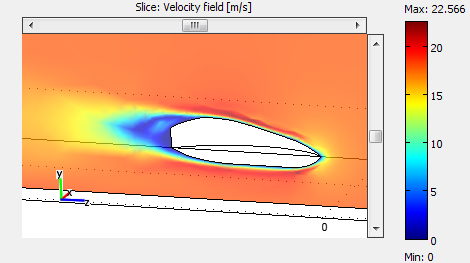 Slice: Velocity field [m/s]
Max: 22.566
20
15
10
5
0
y
x
z
0
Min: 0